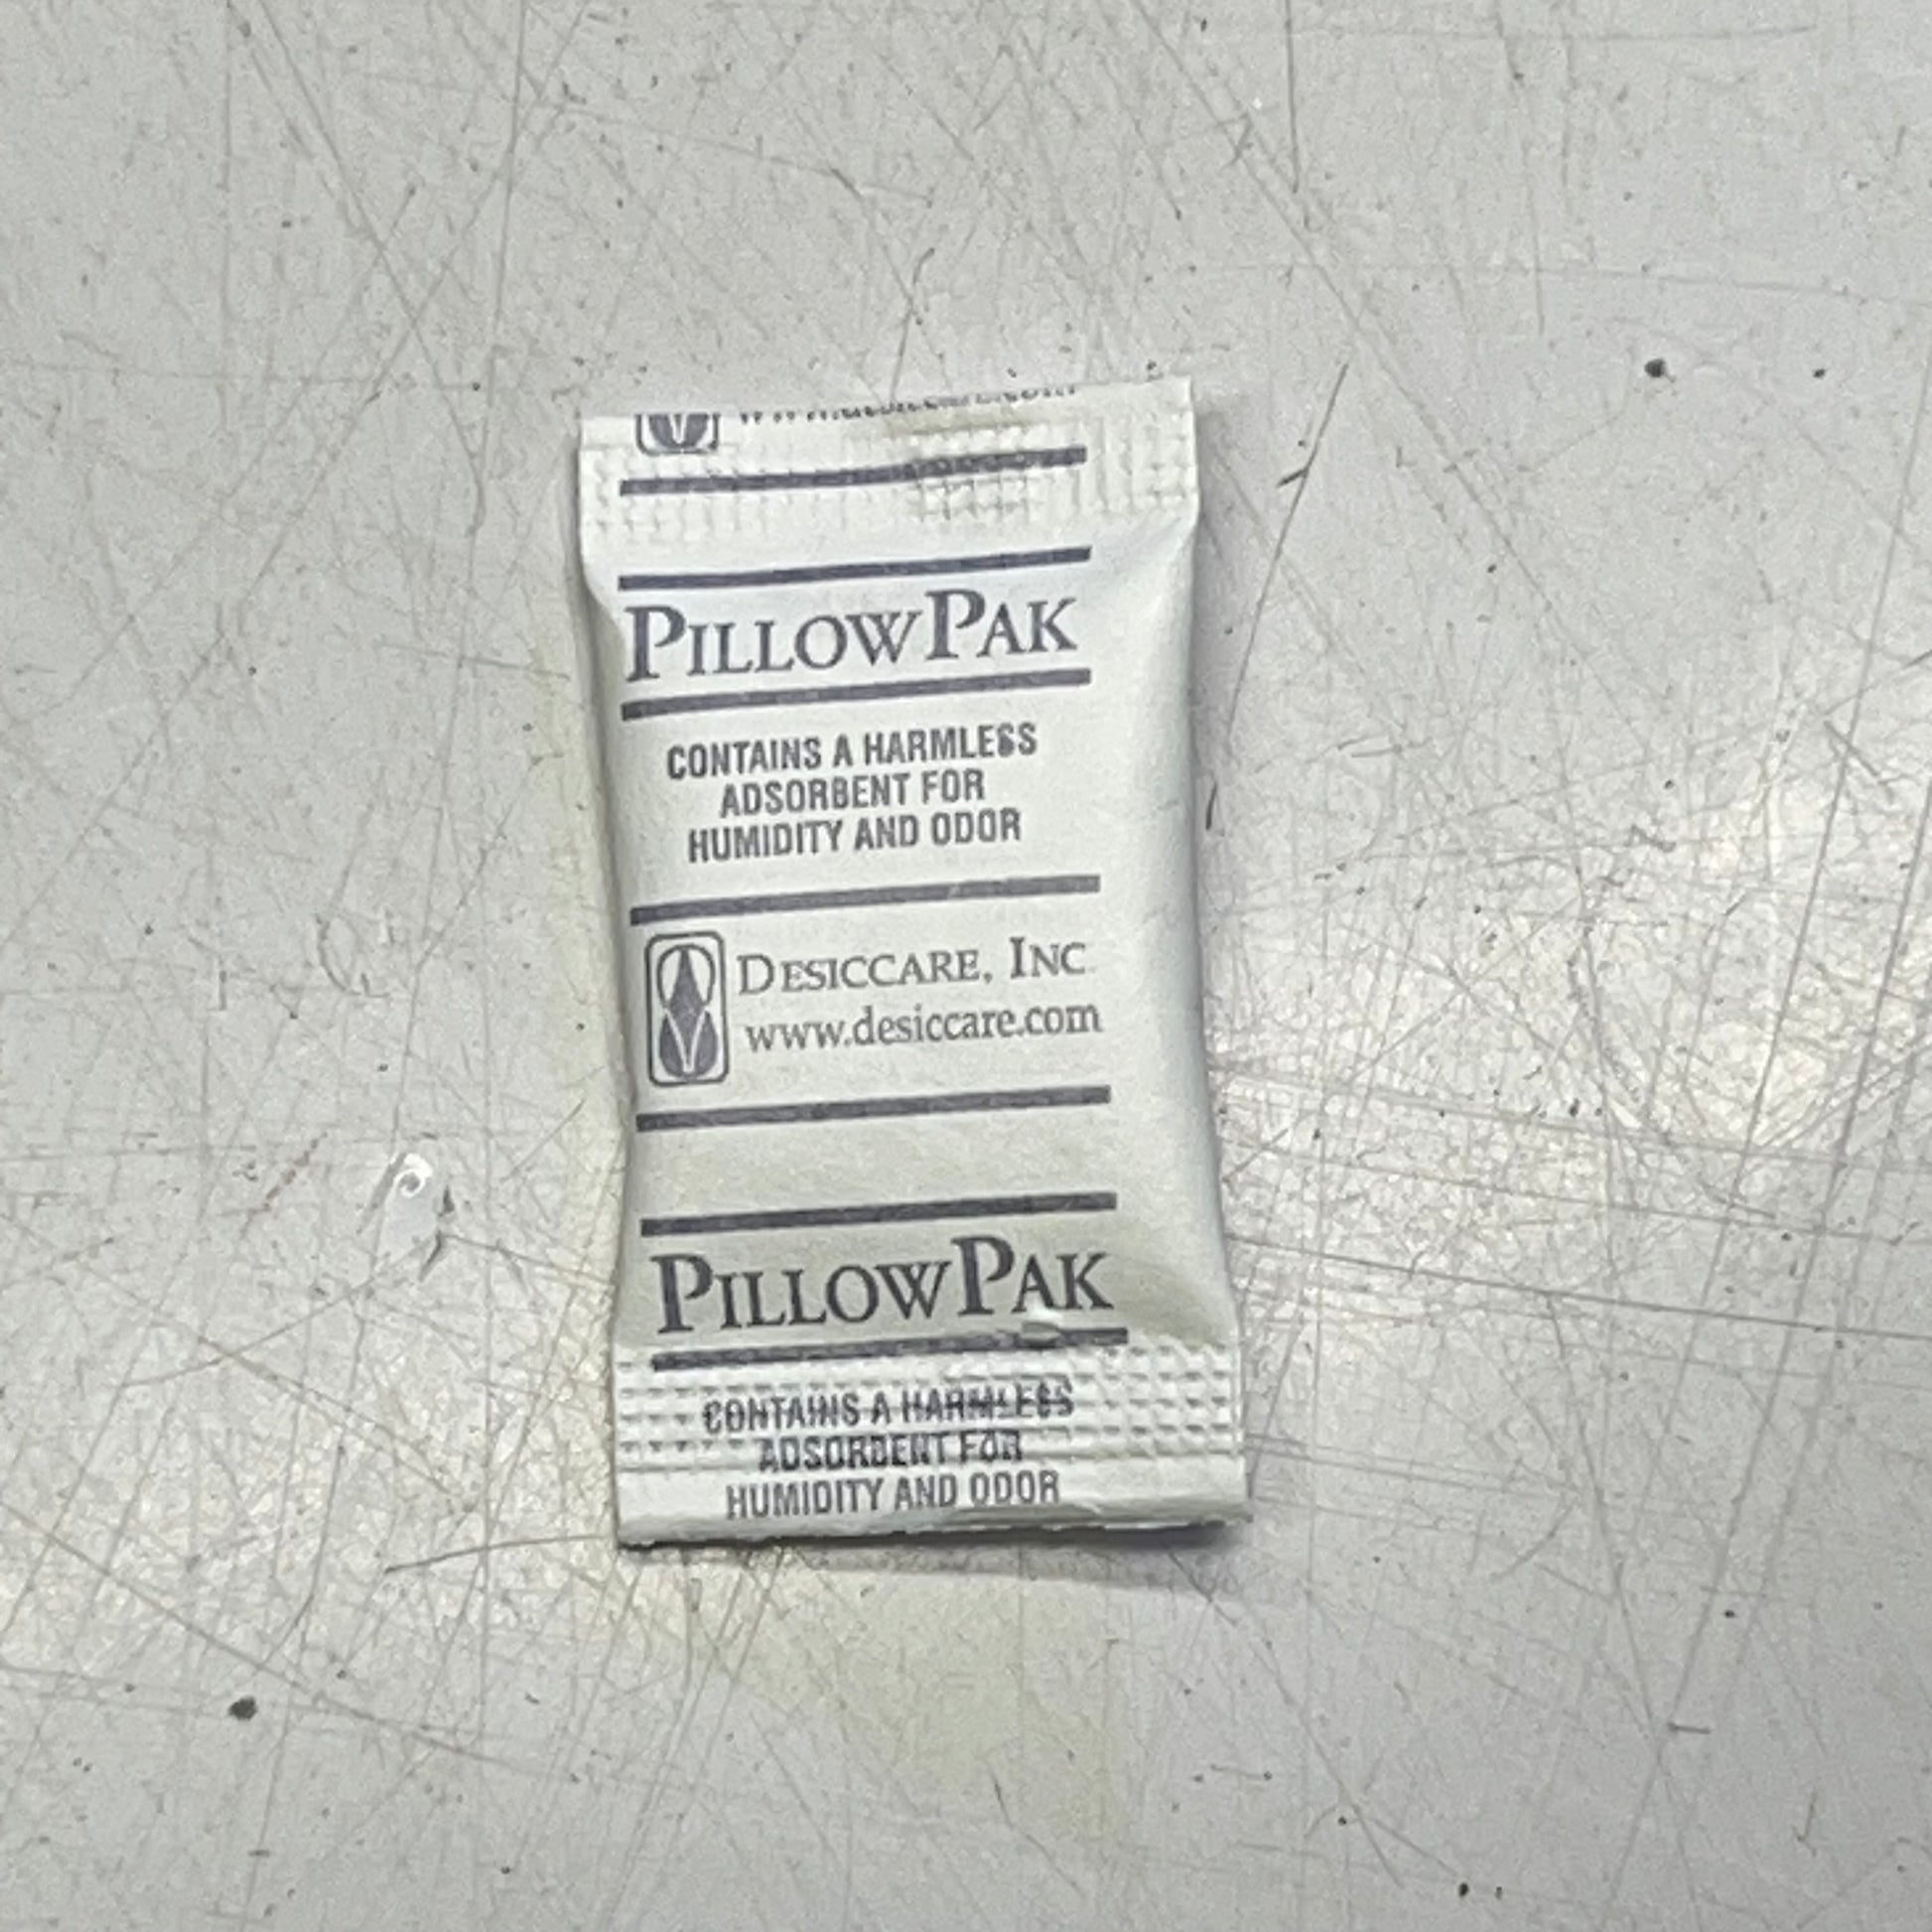 PILLOWPAK
CONTAINS A HARMLESS
ADSORBENT FOR
HUMIDITY AND ODOR
DESICCARE, INC.
www.desiccare.com
PILLOWPAK
CONTAINS A HARMLESS
ADSORBENT FOR
HUMIDITY AND ODOR